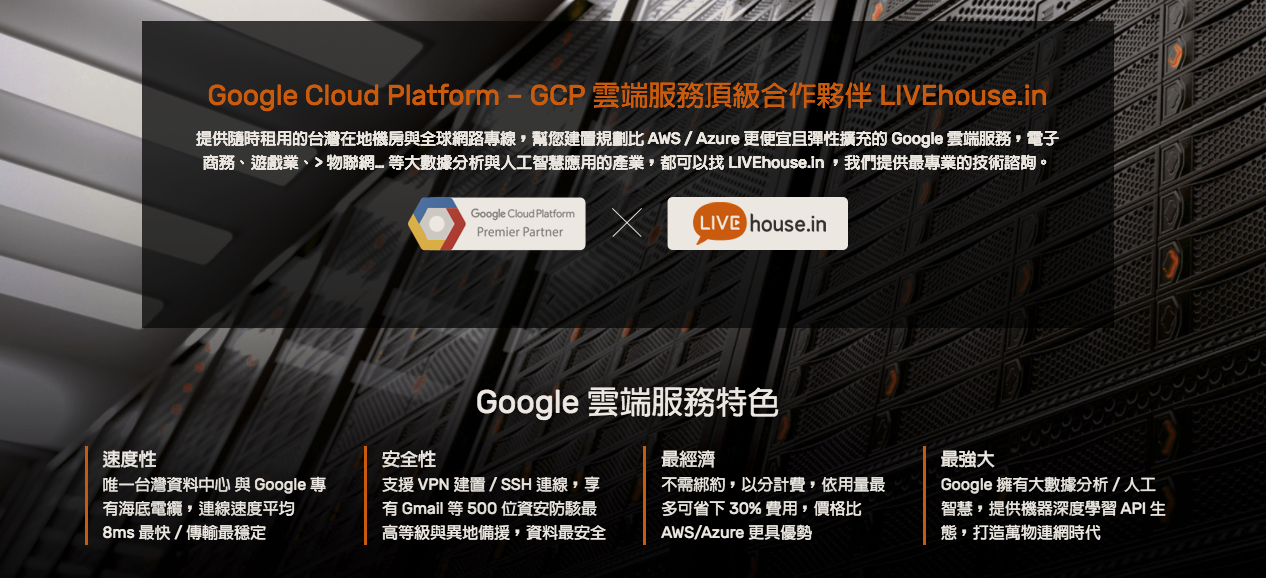 Google Cloud Platform – GCP 雲端服務頂級合作夥伴 LIVEhouse.in
提供隨時租用的台灣在地機房與全球網路專線，幫您建置規劃比 AWS / Azure 更便宜且彈性擴充的 Google 雲端服務，電子
商務、遊戲業、> 物聯網... 等大數據分析與人工智慧應用的產業，都可以找 LIVEhouse.in ，我們提供最專業的技術諮詢。
Google Cloud Platform
Premier Partner
LIVE house.in
Google 雲端服務特色
速度性
唯一台灣資料中心 與 Google 專
有海底電纜，連線速度平均
8ms 最快 / 傳輸最穩定
安全性
支援 VPN 建置 / SSH 連線，享
有 Gmail 等 500 位資安防駭最
高等級與異地備援，資料最安全
最經濟
不需綁約，以分計費，依用量最
多可省下 30% 費用，價格比
AWS/Azure 更具優勢
最強大
Google 擁有大數據分析 / 人工
智慧，提供機器深度學習 API 生
態，打造萬物連網時代